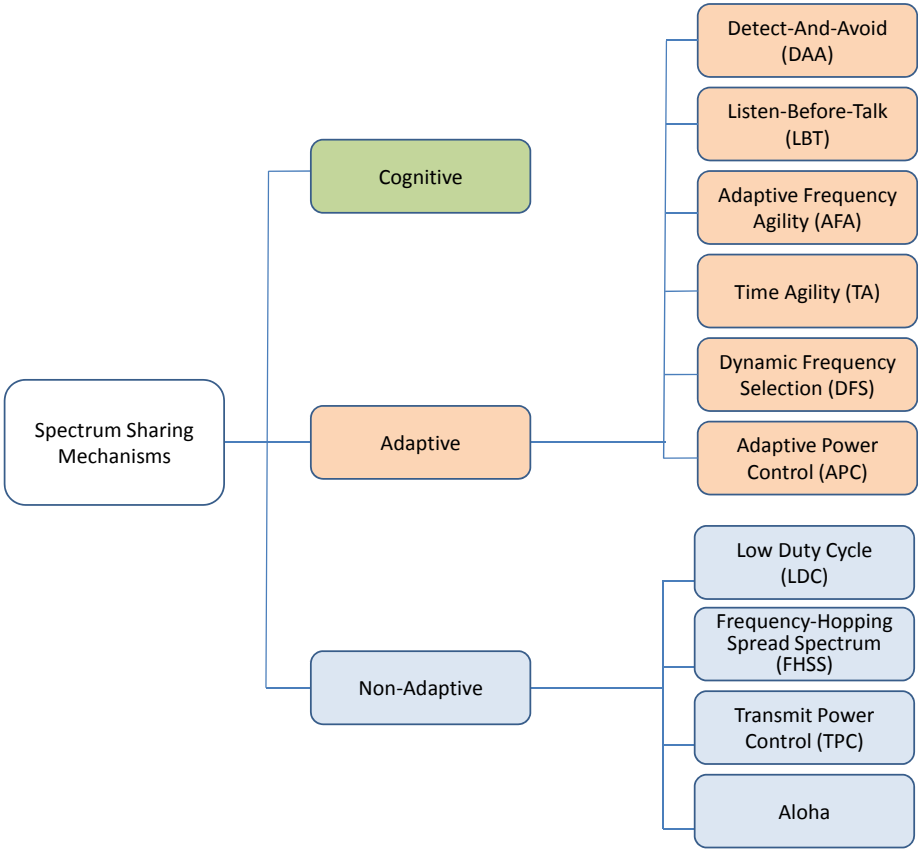 Spectrum Sharing
Mechanisms
Cognitive
Adaptive
Non-Adaptive
Detect-And-Avoid
(DAA)
Listen-Before-Talk
(LBT)
Adaptive Frequency
Agility (AFA)
Time Agility (TA)
Dynamic Frequency
Selection (DFS)
Adaptive Power
Control (APC)
Low Duty Cycle
(LDC)
Frequency-Hopping
Spread Spectrum
(FHSS)
Transmit Power
Control (TPC)
Aloha